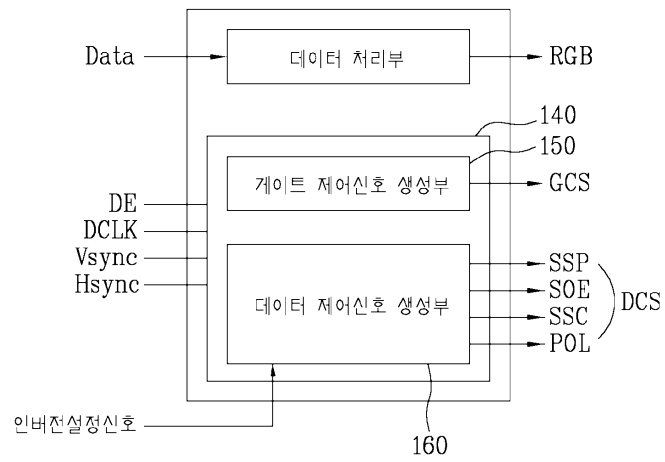 Data
데이터 처리부
RGB
140
150
게이트 제어신호 생성부
GCS
DE
DCLK
Vsync
Hsync
데이터 제어신호 생성부
SSP
SOE
SSC
POL
DCS
인버전설정신호
160